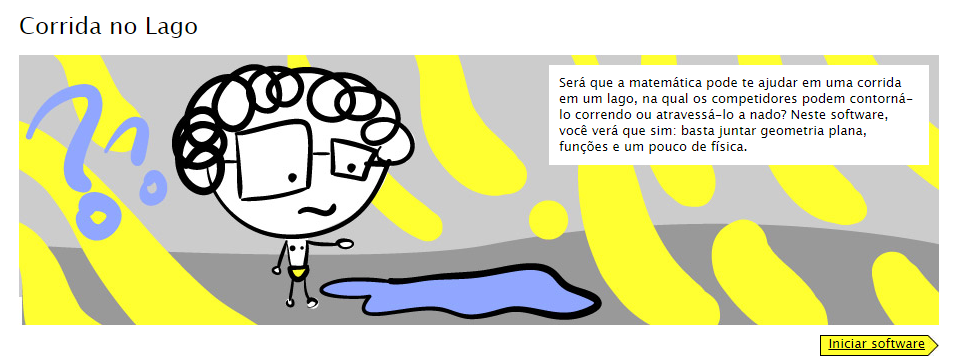 Corrida no Lago
Será que a matemática pode te ajudar em uma corrida
em um lago, na qual os competidores podem contorná-
lo correndo ou atravessá-lo a nado? Neste software,
você verá que sim: basta juntar geometria plana,
funções e um pouco de física.
Iniciar software